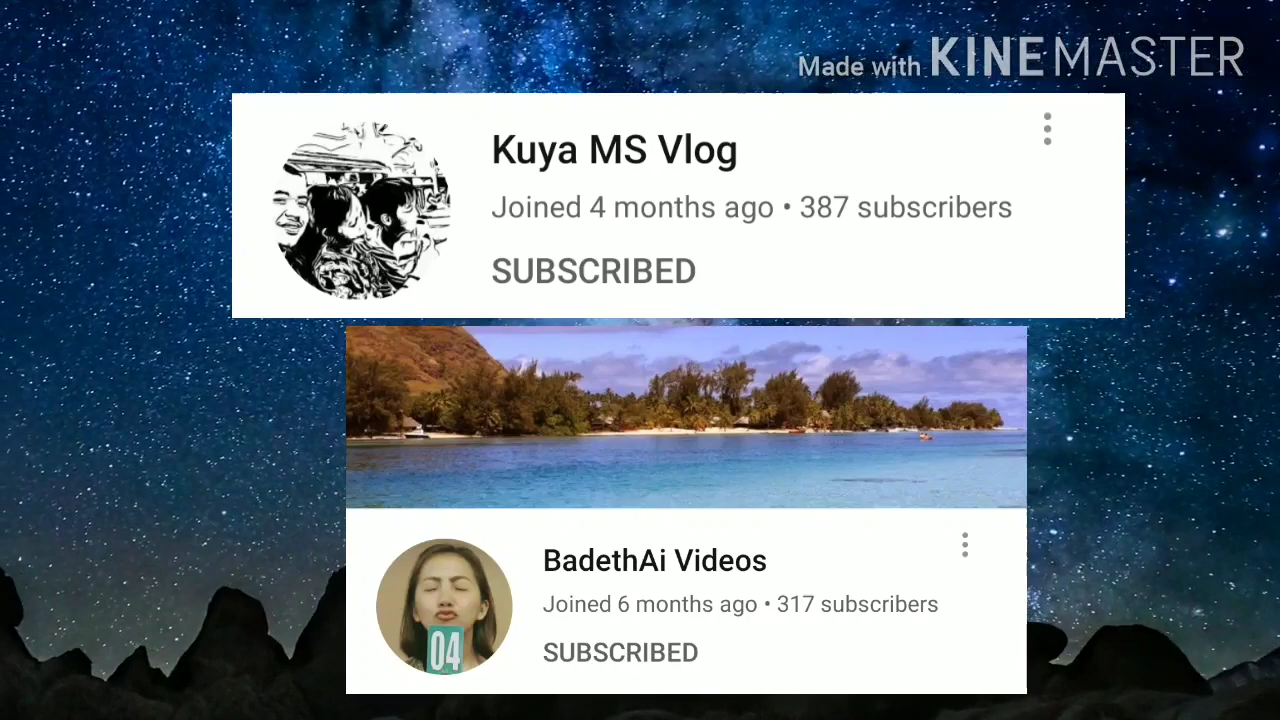 Made with KINEMASTER
Kuya MS Vlog
Joined 4 months ago • 387 subscribers
SUBSCRIBED
BadethAi Videos
Joined 6 months ago • 317 subscribers
04
SUBSCRIBED